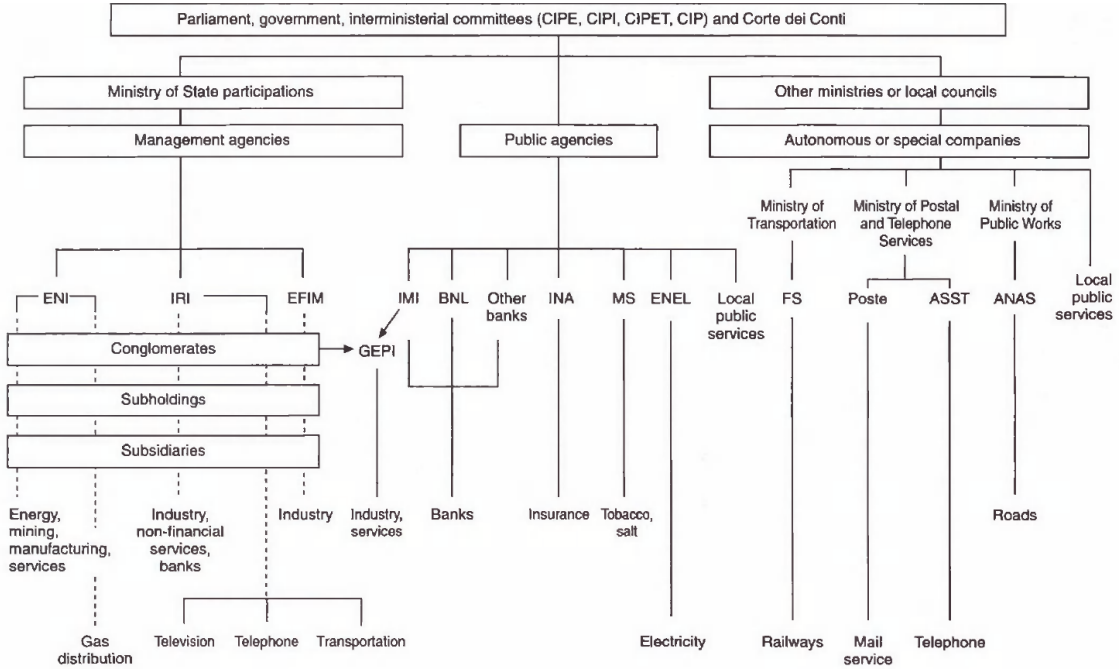 Parliament, government, interministerial committees (CIPE, CIPI, CIPET, CIP) and Corte dei Conti
Ministry of State participations
Other ministries or local councils
Management agencies
Public agencies
Autonomous or special companies
Ministry of
Transportation
Ministry of Postal
and Telephone
Services
Ministry of
Public Works
ENI
IRI
EFIM
IMI
BNL
Other
banks
INA
MS
ENEL
Local
public
services
FS
Poste
ASST
ANAS
Local
public
services
Conglomerates
GEPI
Subholdings
Subsidiaries
Energy,
mining,
manufacturing,
services
Industry,
non-financial
services,
banks
Industry
Industry,
services
Banks
Insurance
Tobacco,
salt
Roads
Gas
distribution
Television
Telephone
Transportation
Electricity
Railways
Mail
service
Telephone